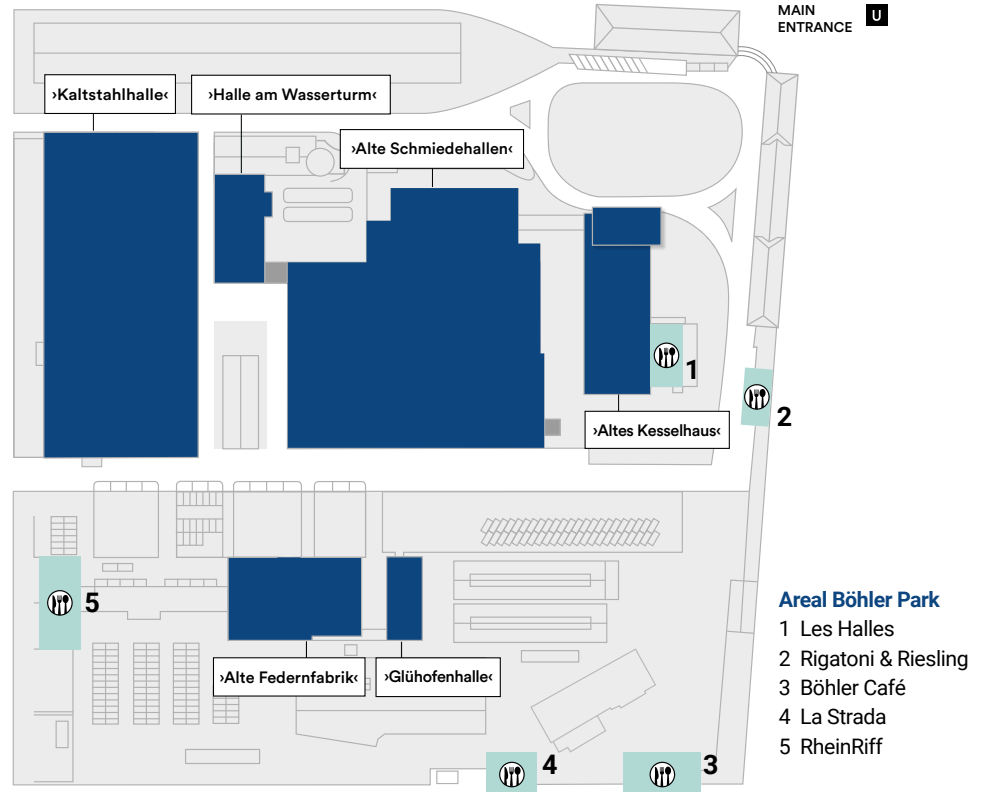 MAIN
ENTRANCE
U
›Kaltstahlhalle‹
›Halle am Wasserturm‹
›Alte Schmiedehallen‹
1
2
›Altes Kesselhaus‹
5
›Alte Federnfabrik‹
›Glühofenhalle‹
4
3
Areal Böhler Park
1 Les Halles
2 Rigatoni & Riesling
3 Böhler Café
4 La Strada
5 RheinRiff